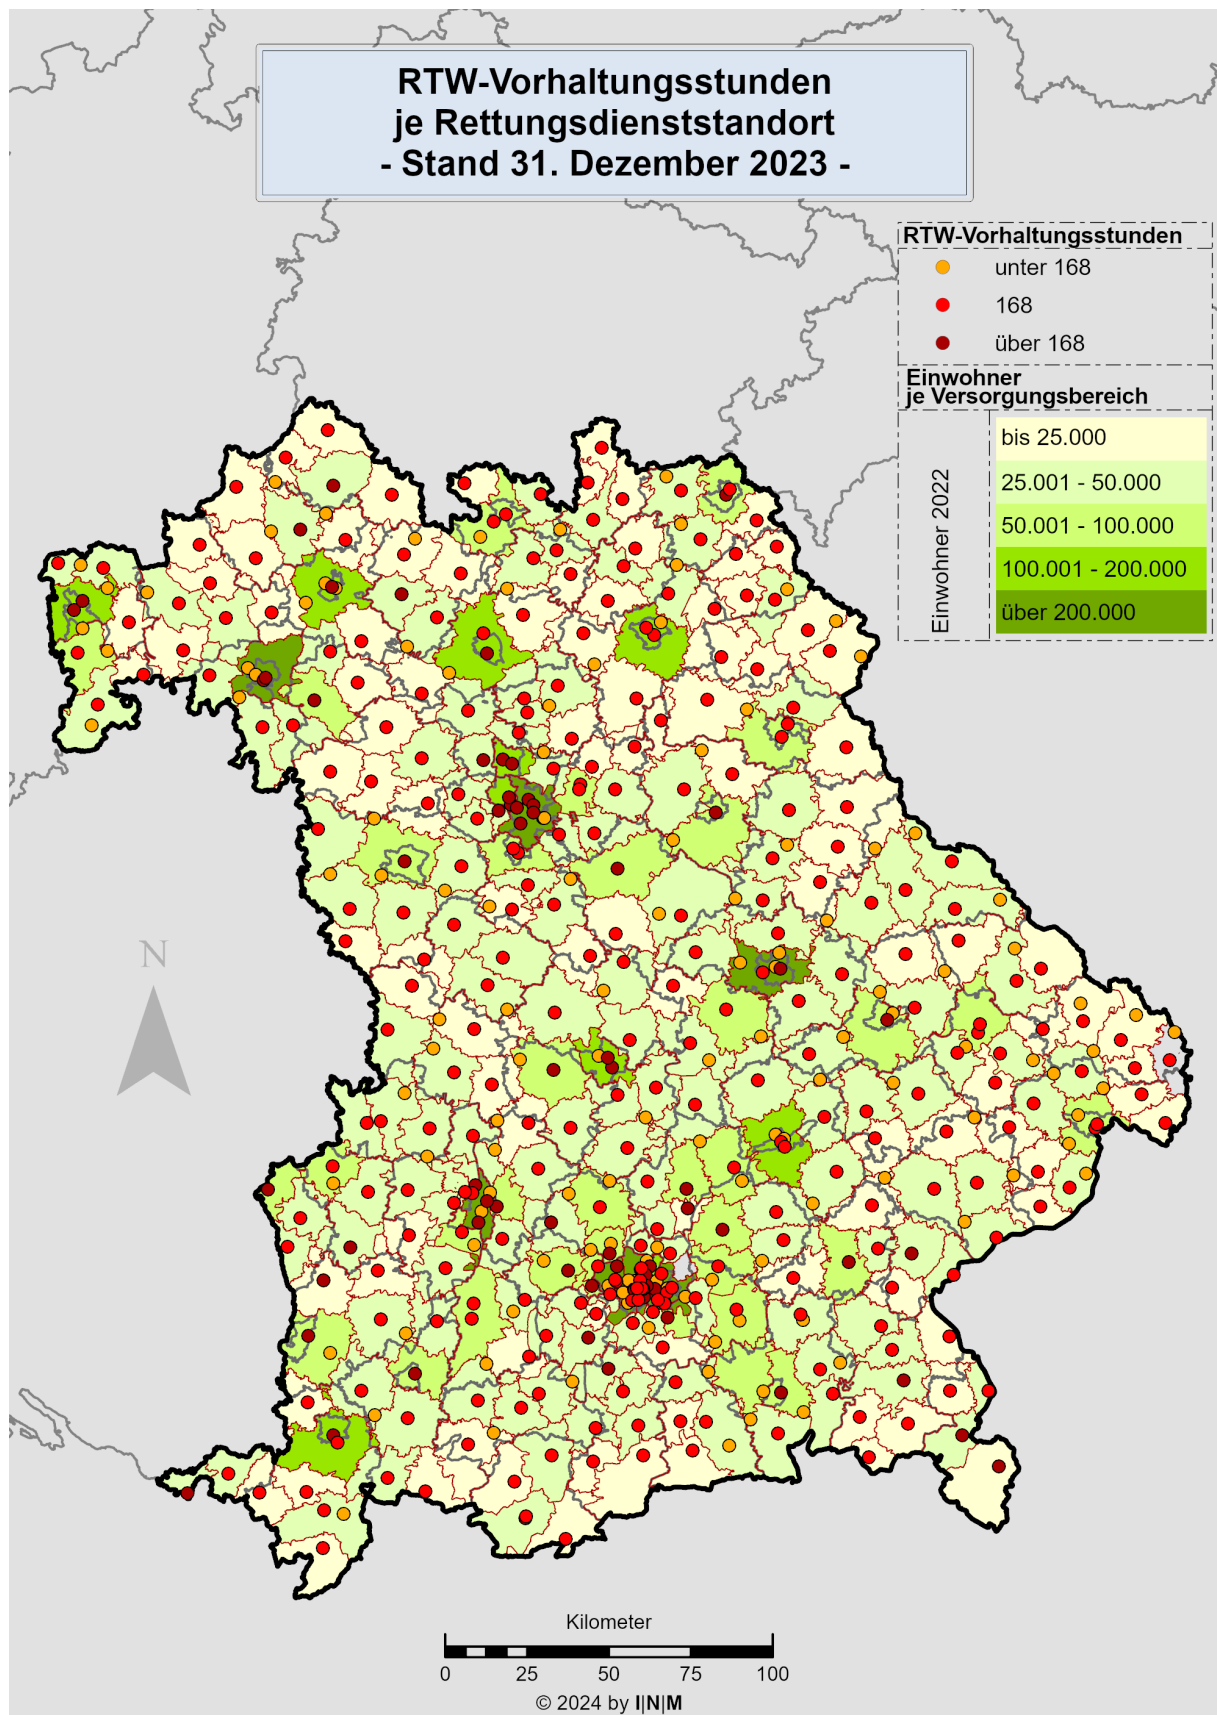 RTW-Vorhaltungsstunden
je Rettungsdienststandort
- Stand 31. Dezember 2023 -
RTW-Vorhaltungsstunden
unter 168
168
über 168
Einwohner
je Versorgungsbereich
Einwohner 2022
bis 25.000
25.001 - 50.000
50.001 - 100.000
100.001 - 200.000
über 200.000
N
Kilometer
0 25 50 75 100
© 2024 by I|N|M